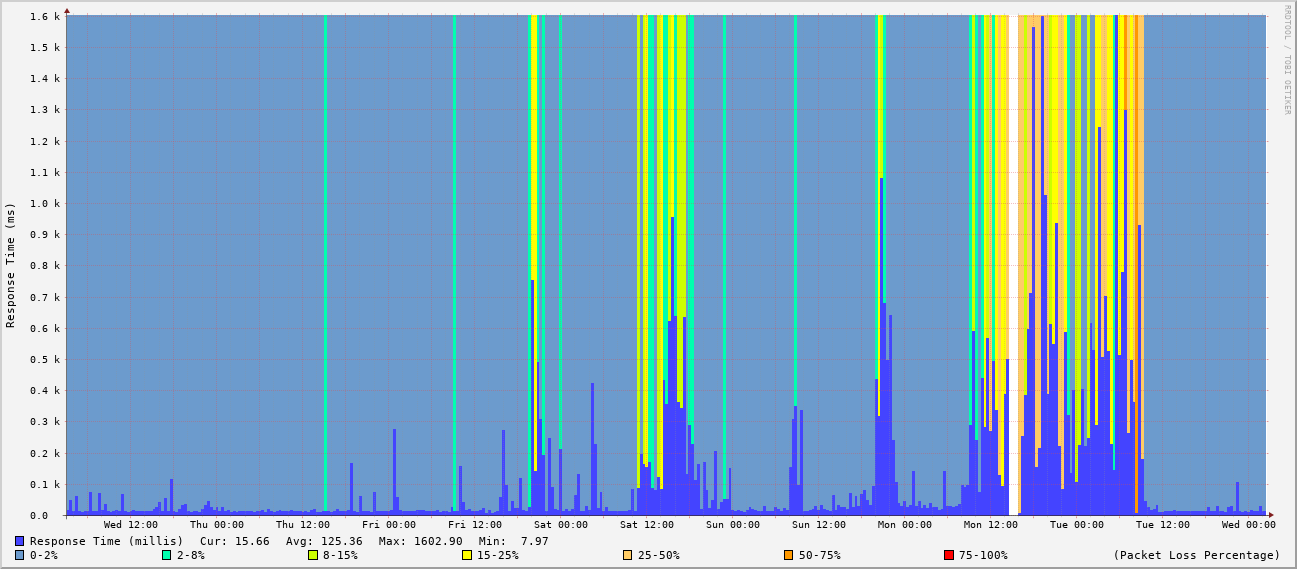 RRDTOOL / TOBI OETIKER
Response Time (ms)
1.6 k
1.5 k
1.4 k
1.3 k
1.2 k
1.1 k
1.0 k
0.9 k
0.8 k
0.7 k
0.6 k
0.5 k
0.4 k
0.3 k
0.2 k
0.1 k
0.0
Wed 12:00 Thu 00:00 Thu 12:00 Fri 00:00 Fri 12:00 Sat 00:00 Sat 12:00 Sun 00:00 Sun 12:00 Mon 00:00 Mon 12:00 Tue 00:00 Tue 12:00 Wed 00:00
Response Time (millis) Cur: 15.66 Avg: 125.36 Max: 1602.90 Min: 7.97
0-2% 2-8% 8-15% 15-25% 25-50% 50-75% 75-100% (Packet Loss Percentage)